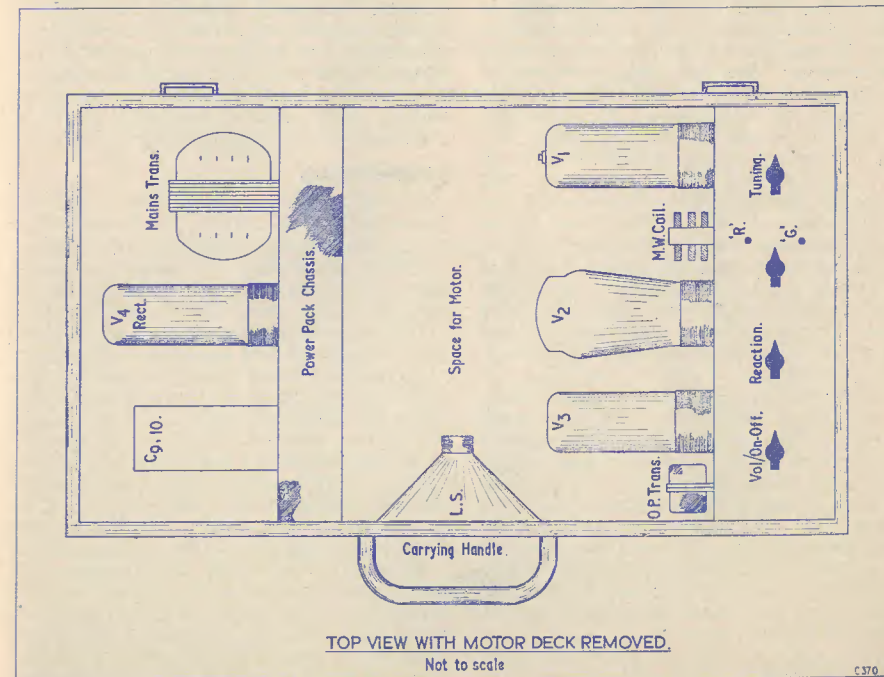 Mains Trans.
V4
Rect.
C9, 10.
Power Pack Chassis.
Space for Motor.
L.S.
Carrying Handle.
V1
M.W.Coil.
V2
V3
O.P.Trans.
Tuning.
'R'.
'G'.
Reaction.
Vol/On-Off.
TOP VIEW WITH MOTOR DECK REMOVED.
Not to scale
C370